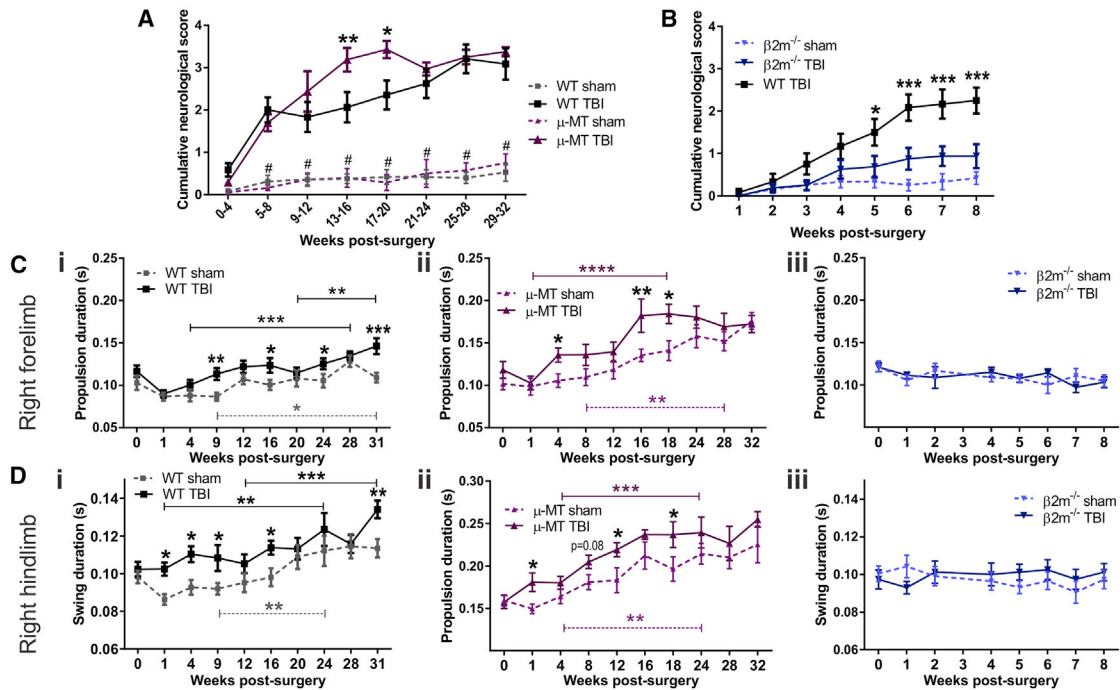 A
Cumulative neurological score
4
3
2
1
0
** *
# # # # # # #
0-4 5-8 9-12 13-16 17-20 21-24 25-28 29-32
Weeks post-surgery
WT sham
WT TBI
μ-MT sham
μ-MT TBI
B
Cumulative neurological score
4
3
2
1
0
β2m-/- sham
β2m-/- TBI
WT TBI
* *** *** ***
1 2 3 4 5 6 7 8
Weeks post-surgery
C
Right forelimb
i
Propulsion duration (s)
0.25
0.20
0.15
0.10
0.05
WT sham
WT TBI
**
***
** * * ***
*
0 1 4 9 12 16 20 24 28 31
Weeks post-surgery
ii
Propulsion duration (s)
0.25
0.20
0.15
0.10
0.05
****
μ-MT sham
μ-MT TBI
* ** *
**
0 1 4 8 12 16 18 24 28 32
Weeks post-surgery
iii
Propulsion duration (s)
0.25
0.20
0.15
0.10
β2m-/- sham
β2m-/- TBI
0 1 2 3 4 5 6 7 8
Weeks post-surgery
D
Right hindlimb
i
Swing duration (s)
0.14
0.12
0.10
0.08
0.06
WT sham
WT TBI
***
**
* * * * **
**
0 1 4 9 12 16 20 24 28 31
Weeks post-surgery
ii
Propulsion duration (s)
0.30
0.25
0.20
0.15
***
μ-MT sham
μ-MT TBI
p=0.08
* * *
**
0 1 4 8 12 16 18 24 28 32
Weeks post-surgery
iii
Swing duration (s)
0.14
0.12
0.10
0.08
0.06
β2m-/- sham
β2m-/- TBI
0 1 2 3 4 5 6 7 8
Weeks post-surgery